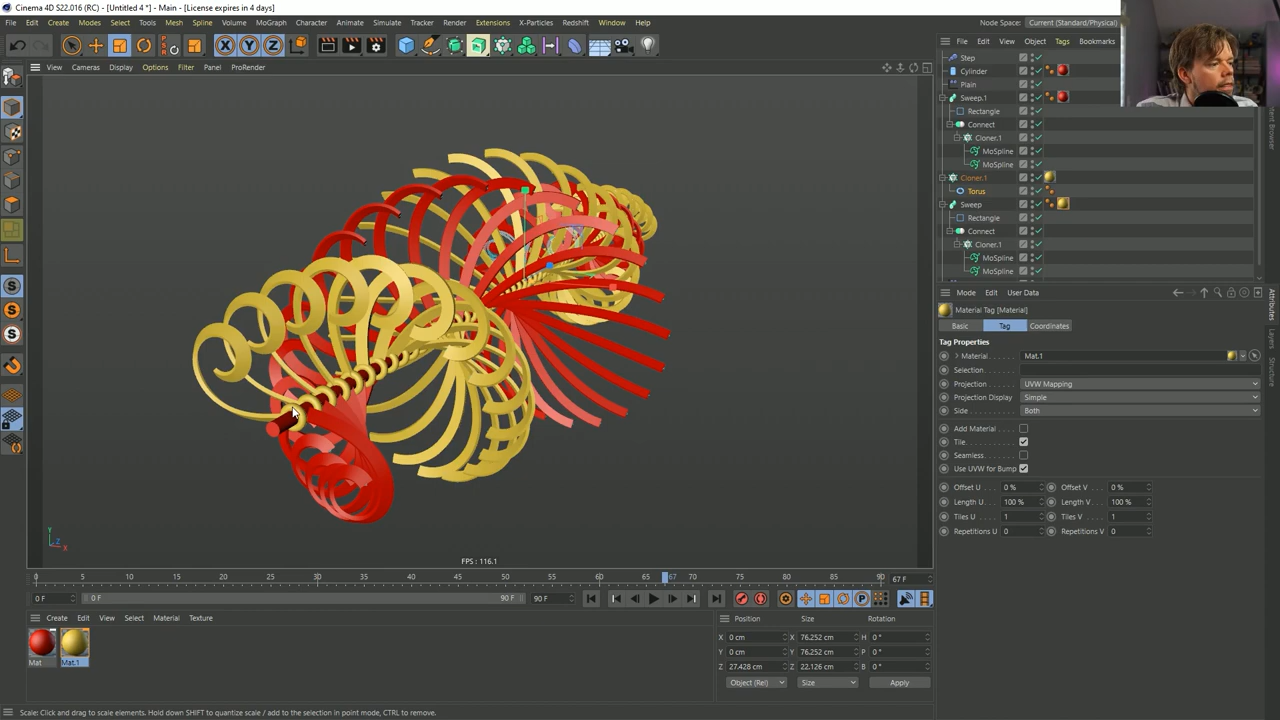 Cinema 4D S22.016 (RC) - [Untitled 4 *] - Main - [License expires in 4 days]
File Edit Create Modes Select Tools Mesh Spline Volume MoGraph Character Animate Simulate Tracker Render Extensions X-Particles Redshift Window Help
Node Space: Current (Standard/Physical)
File Edit View Object Tags Bookmarks
View Cameras Display Options Filter Panel ProRender
Step
Cylinder
Plain
Sweep.1
Rectangle
Connect
Cloner.1
MoSpline
MoSpline
Cloner.1
Torus
Sweep
Rectangle
Connect
Cloner.1
MoSpline
MoSpline
Mode Edit User Data
Material Tag [Material]
Basic Tag Coordinates
Tag Properties
Material Mat.1
Selection
Projection UVW Mapping
Projection Display Simple
Side Both
Add Material
Tile
Seamless
Use UVW for Bump
Offset U 0 % Offset V 0 %
Length U 100 % Length V 100 %
Tiles U 1 Tiles V 1
Repetitions U 0 Repetitions V 0
Attributes
Layers
Structure
Y
Z
X
FPS : 116.1
0 5 10 15 20 25 30 35 40 45 50 55 60 67 70 75 80 85 90 67 F
0 F 0 F 90 F 90 F
Create Edit View Select Material Texture
Mat Mat.1
Position Size Rotation
X 0 cm X 76.252 cm H 0 °
Y 0 cm Y 76.252 cm P 0 °
Z 27.428 cm Z 22.126 cm B 0 °
Object (Rel) Size Apply
Scale: Click and drag to scale elements. Hold down SHIFT to quantize scale / add to the selection in point mode, CTRL to remove.